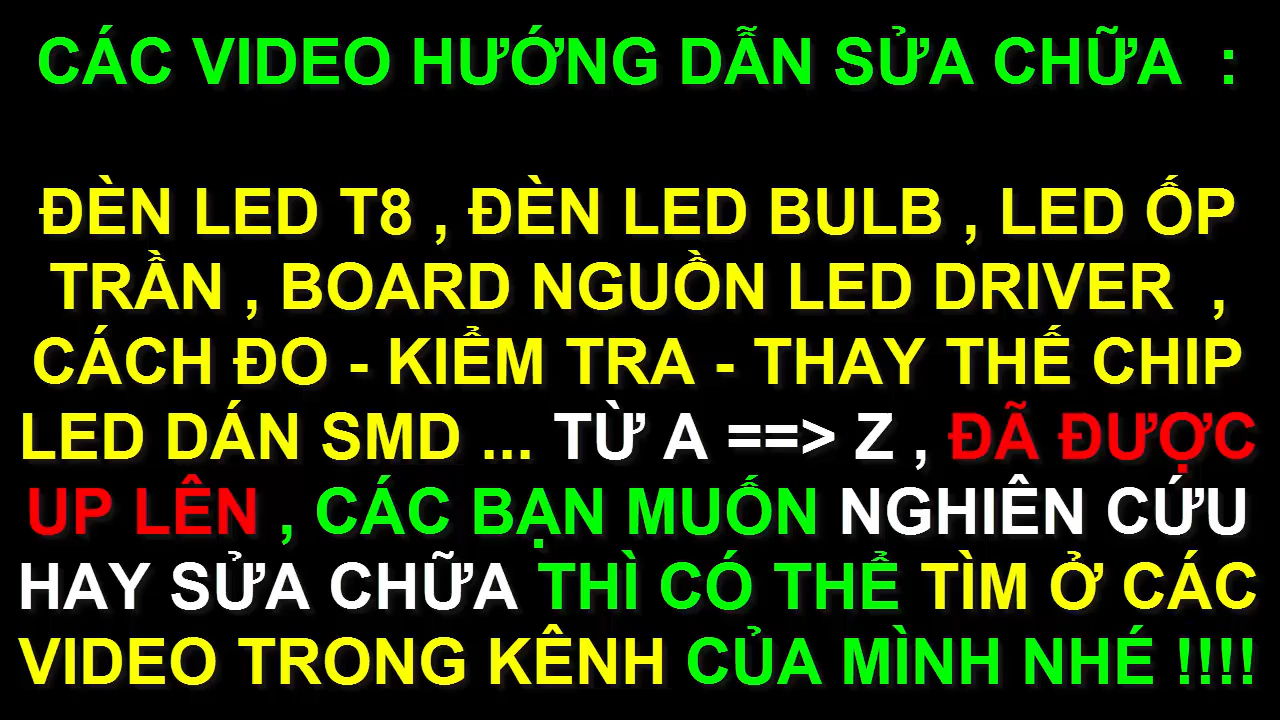 CÁC VIDEO HƯỚNG DẪN SỬA CHỮA :
ĐÈN LED T8 , ĐÈN LED BULB , LED ỐP
TRẦN , BOARD NGUỒN LED DRIVER ,
CÁCH ĐO - KIỂM TRA - THAY THẾ CHIP
LED DÁN SMD ... TỪ A ==> Z , ĐÃ ĐƯỢC
UP LÊN , CÁC BẠN MUỐN NGHIÊN CỨU
HAY SỬA CHỮA THÌ CÓ THỂ TÌM Ở CÁC
VIDEO TRONG KÊNH CỦA MÌNH NHÉ !!!!